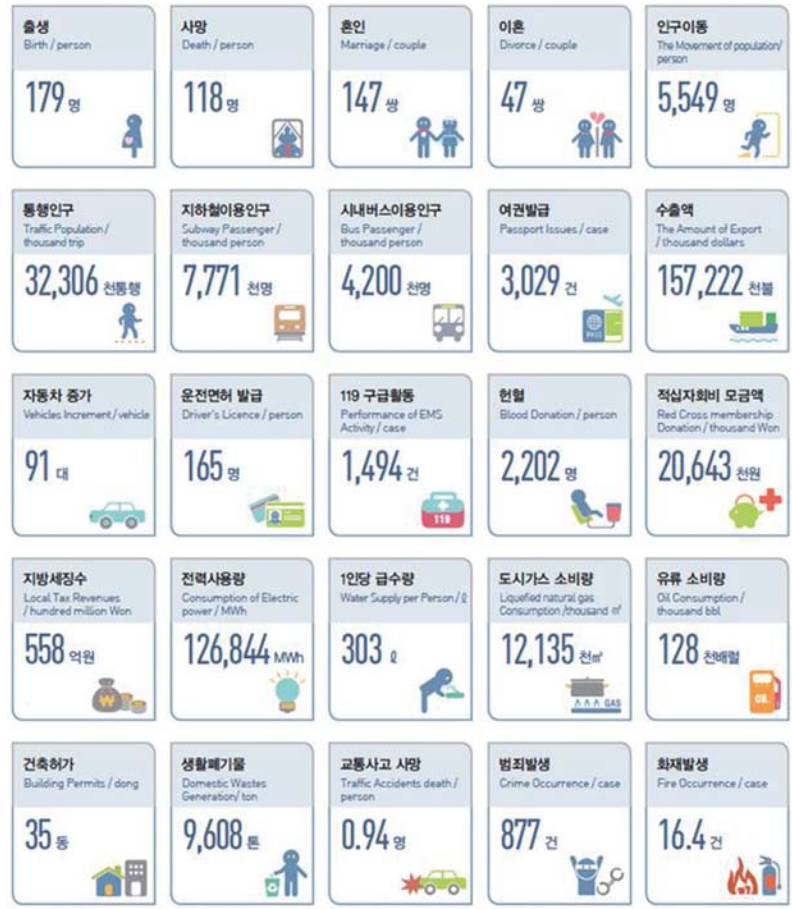 출생
Birth / person
179 명
사망
Death / person
118 명
혼인
Marriage / couple
147 쌍
이혼
Divorce / couple
47 쌍
인구이동
The Movement of population/
person
5,549 명
통행인구
Traffic Population /
thousand trip
32,306 천통행
지하철이용인구
Subway Passenger /
thousand person
7,771 천명
시내버스이용인구
Bus Passenger /
thousand person
4,200 천명
여권발급
Passport Issues / case
3,029 건
PASS
수출액
The Amount of Export
/ thousand dollars
157,222 천불
자동차 증가
Vehicles Increment / vehicle
91 대
운전면허 발급
Driver's Licence / person
165 명
119 구급활동
Performance of EMS
Activity / case
1,494 건
119
헌혈
Blood Donation / person
2,202 명
적십자회비 모금액
Red Cross membership
Donation / thousand Won
20,643 천원
지방세징수
Local Tax Revenues
/ hundred million Won
558 억원
₩
전력사용량
Consumption of Electric
power / MWh
126,844 MWh
1인당 급수량
Water Supply per Person / ℓ
303 ℓ
도시가스 소비량
Liquefied natural gas
Consumption /thousand ㎥
12,135 천㎥
GAS
유류 소비량
Oil Consumption /
thousand bbl
128 천배럴
OIL
건축허가
Building Permits / dong
35 동
생활폐기물
Domestic Wastes
Generation/ ton
9,608 톤
교통사고 사망
Traffic Accidents death /
person
0.94 명
범죄발생
Crime Occurrence / case
877 건
화재발생
Fire Occurrence / case
16.4 건